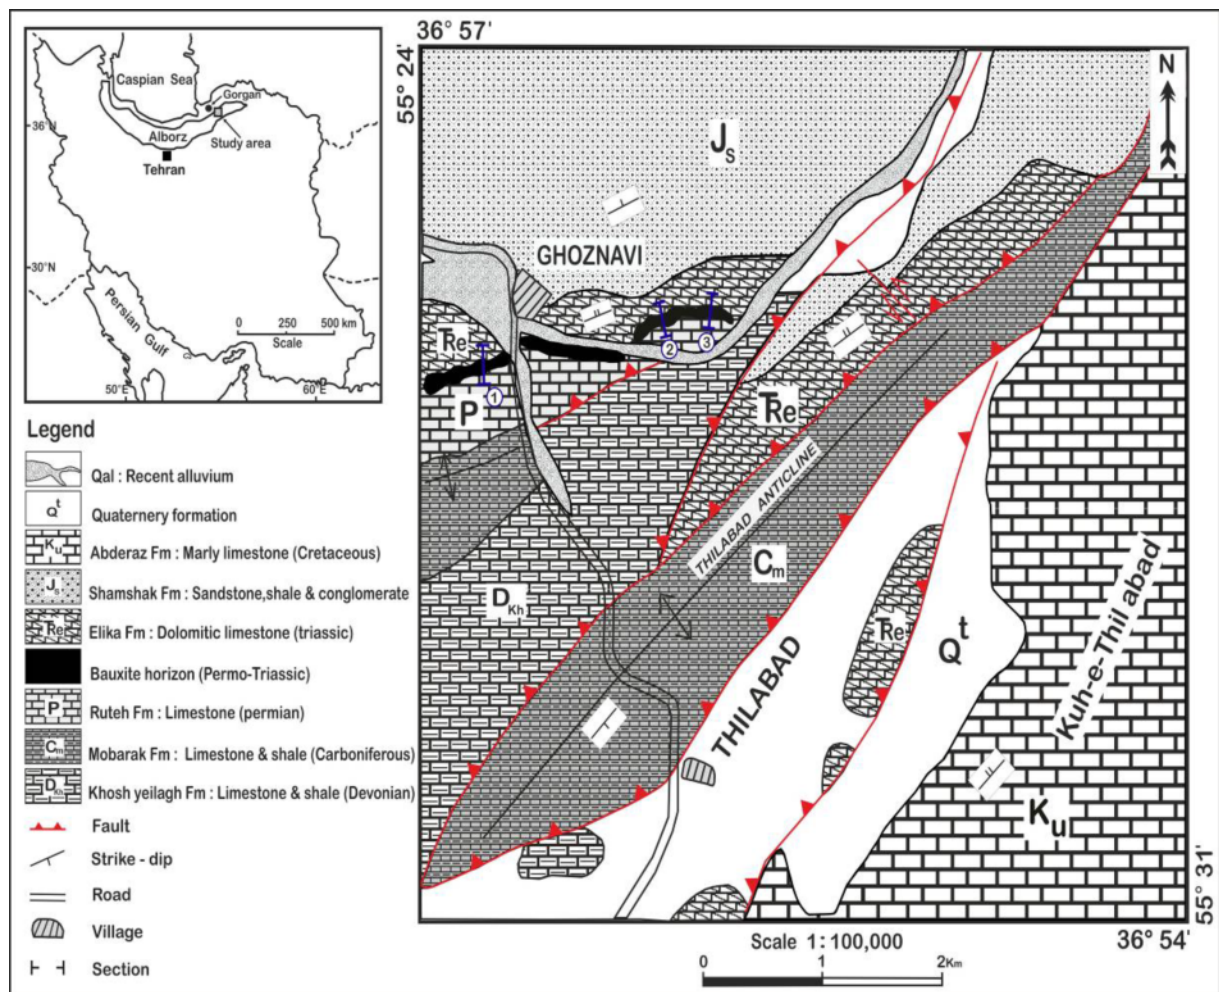 36° 57'
55° 24'
N
Caspian Sea
Gorgan
36°N
Alborz
Study area
Tehran
30°N
Persian Gulf
0 250 500 km
Scale
50°E
60°E
Js
GHOZNAVI
TRe
2
3
1
P
TRe
THILABAD ANTICLINE
Cm
DKh
TRe
Qt
THILABAD
Kuh-e-Thil abad
Ku
55° 31'
36° 54'
Scale 1:100,000
0 1 2Km
Legend
Qal : Recent alluvium
Qt Quaternery formation
Ku Abderaz Fm : Marly limestone (Cretaceous)
Js Shamshak Fm : Sandstone,shale & conglomerate
TRe Elika Fm : Dolomitic limestone (triassic)
Bauxite horizon (Permo-Triassic)
P Ruteh Fm : Limestone (permian)
Cm Mobarak Fm : Limestone & shale (Carboniferous)
DKh Khosh yeilagh Fm : Limestone & shale (Devonian)
Fault
Strike - dip
Road
Village
Section